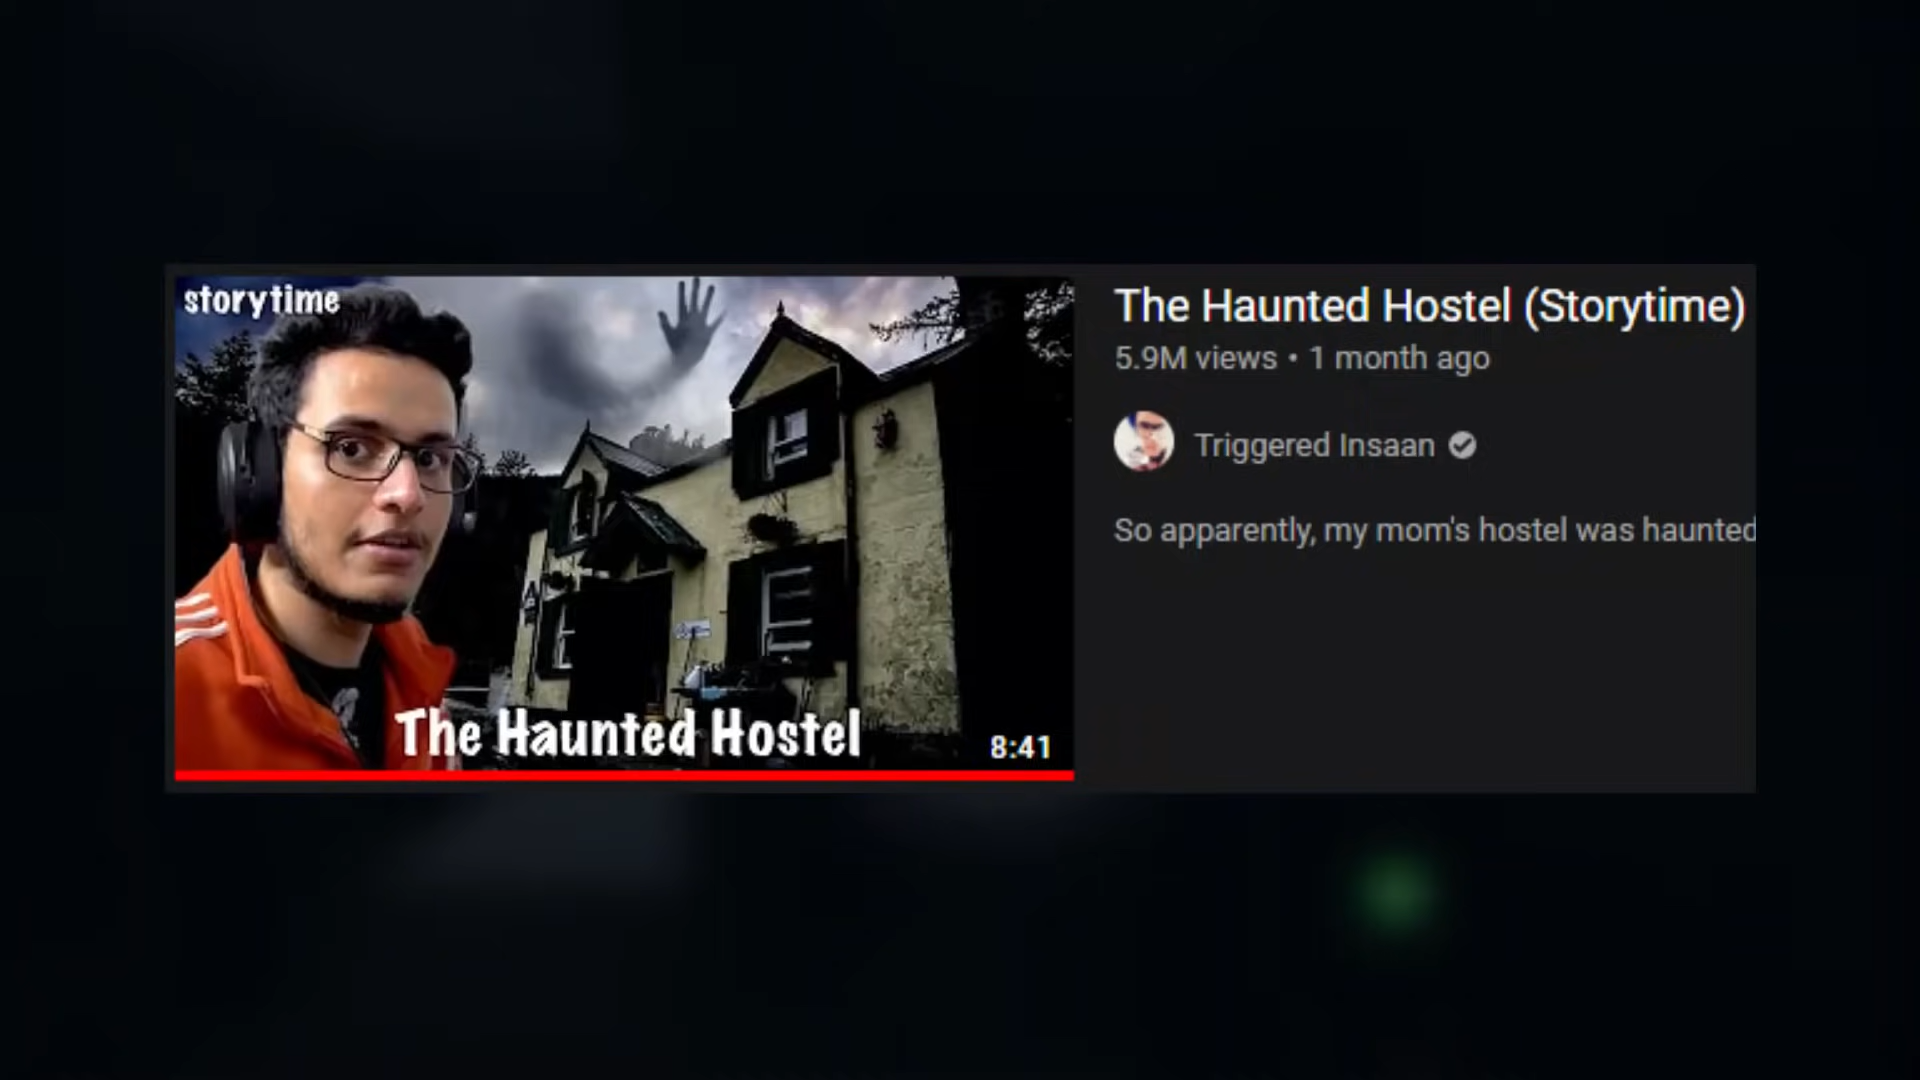 storytime
The Haunted Hostel
8:41
The Haunted Hostel (Storytime)
5.9M views • 1 month ago
Triggered Insaan
So apparently, my mom's hostel was haunted